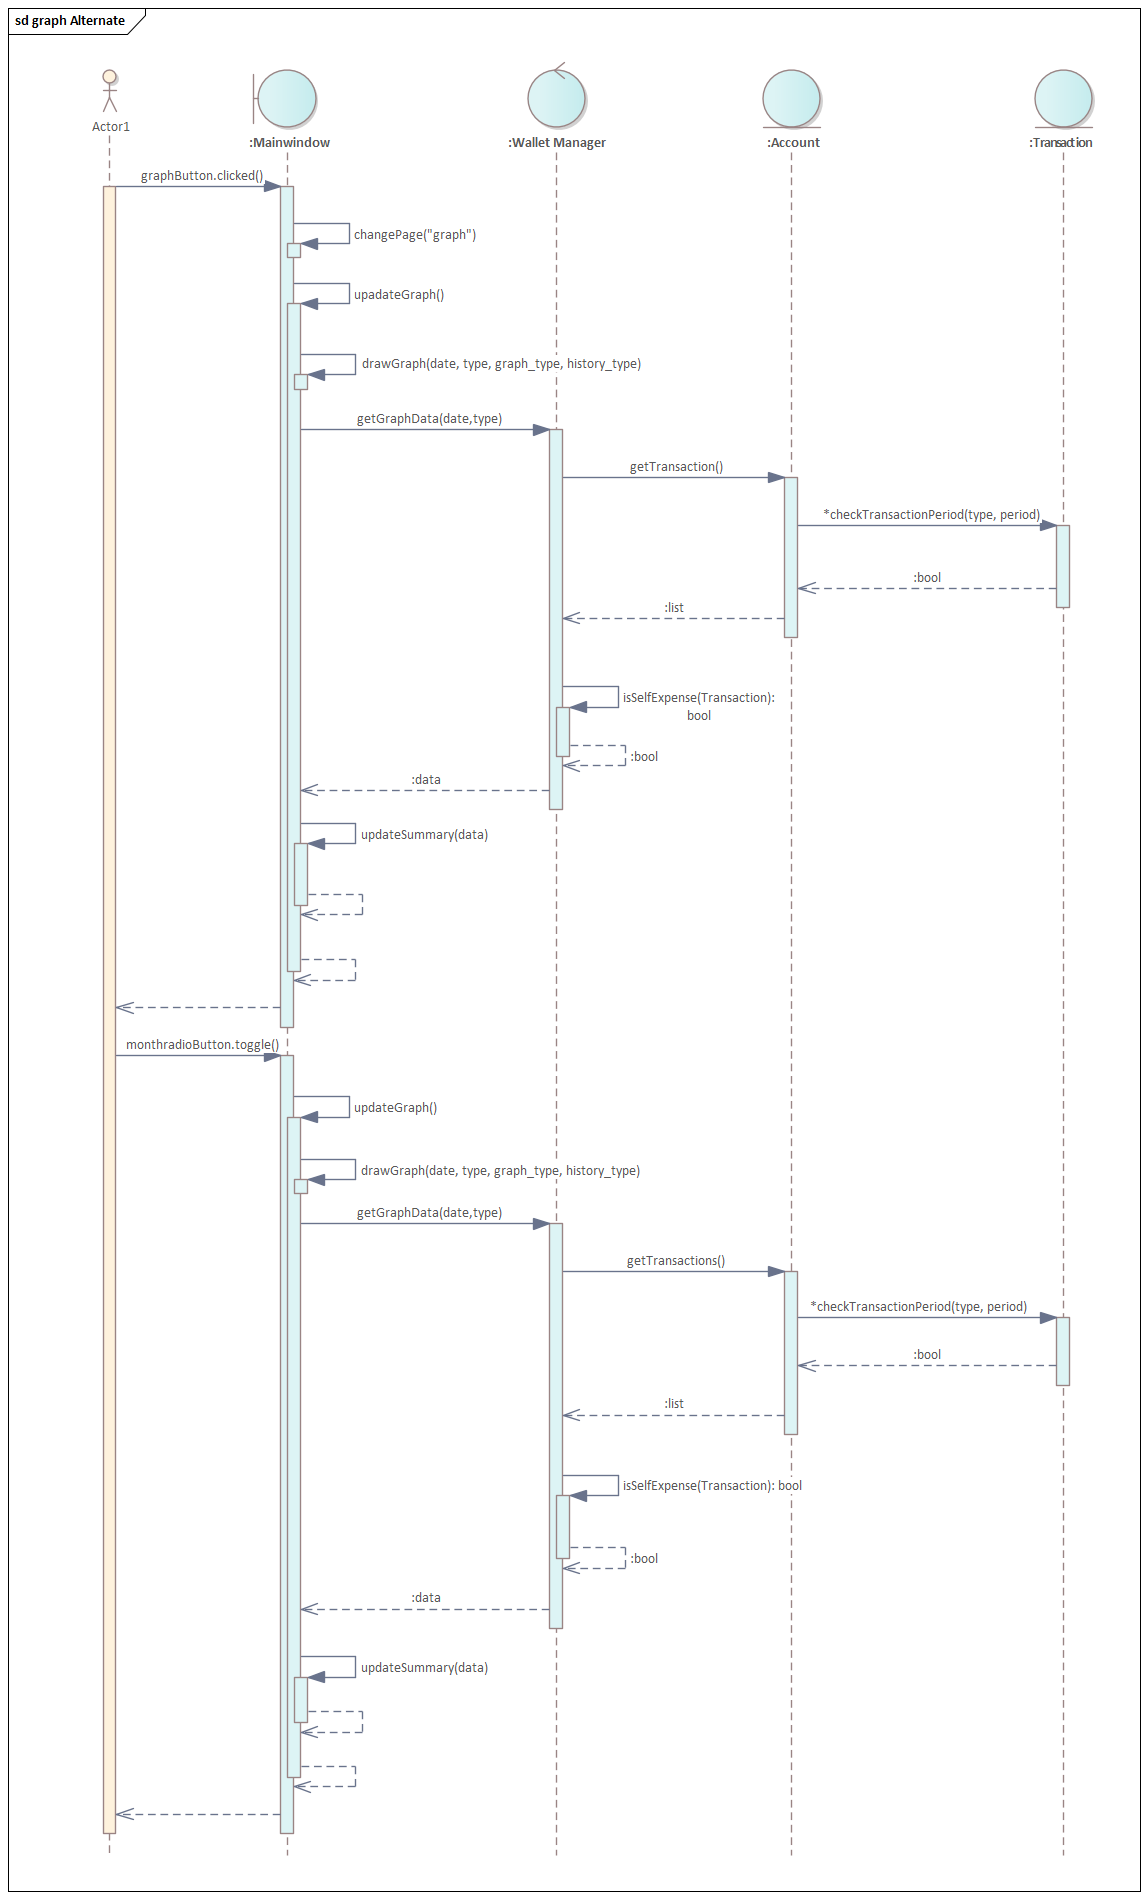 sd graph Alternate
Actor1
:Mainwindow
:Wallet Manager
:Account
:Transaction
graphButton.clicked()
changePage("graph")
upadateGraph()
drawGraph(date, type, graph_type, history_type)
getGraphData(date,type)
getTransaction()
*checkTransactionPeriod(type, period)
:bool
:list
isSelfExpense(Transaction):
bool
:bool
:data
updateSummary(data)
monthradioButton.toggle()
updateGraph()
drawGraph(date, type, graph_type, history_type)
getGraphData(date,type)
getTransactions()
*checkTransactionPeriod(type, period)
:bool
:list
isSelfExpense(Transaction): bool
:bool
:data
updateSummary(data)